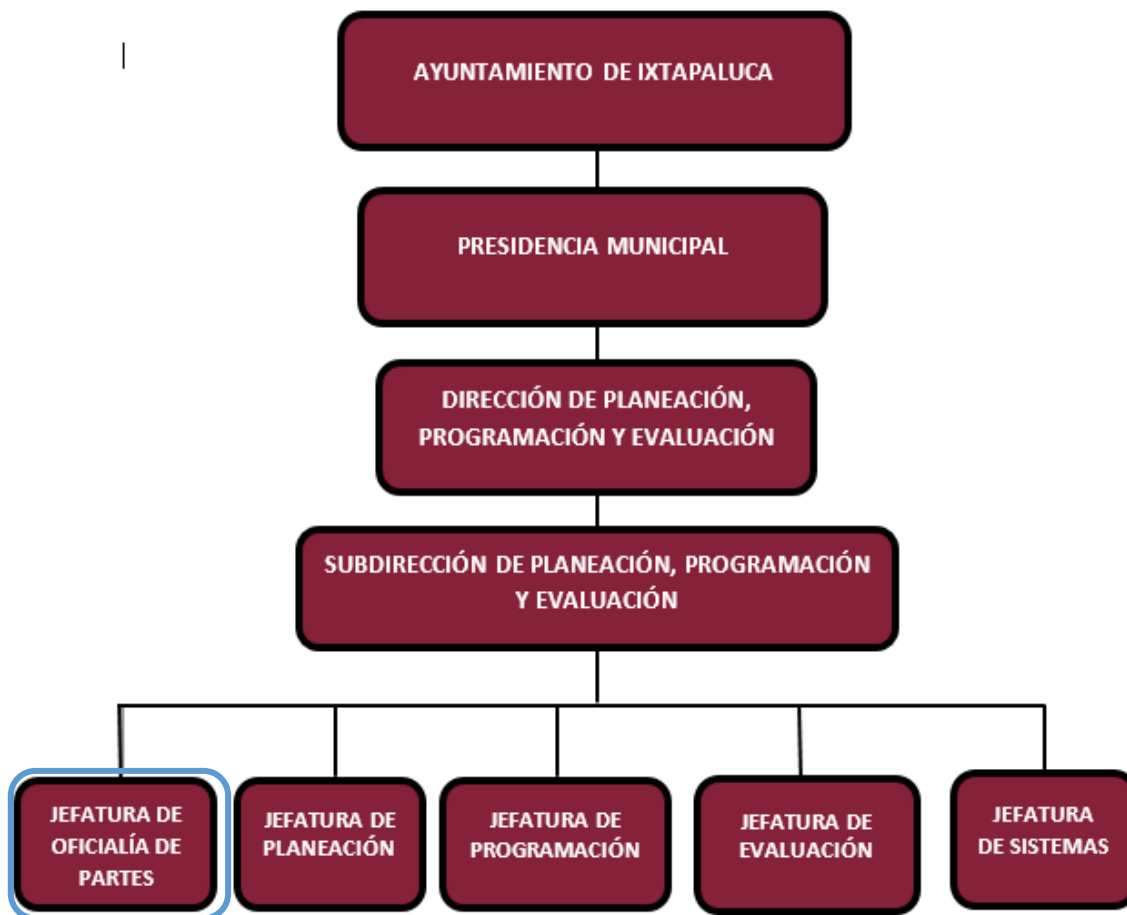 AYUNTAMIENTO DE IXTAPALUCA
PRESIDENCIA MUNICIPAL
DIRECCIÓN DE PLANEACIÓN,
PROGRAMACIÓN Y EVALUACIÓN
SUBDIRECCIÓN DE PLANEACIÓN, PROGRAMACIÓN
Y EVALUACIÓN
JEFATURA DE
OFICIALÍA DE
PARTES
JEFATURA DE
PLANEACIÓN
JEFATURA DE
PROGRAMACIÓN
JEFATURA DE
EVALUACIÓN
JEFATURA
DE SISTEMAS